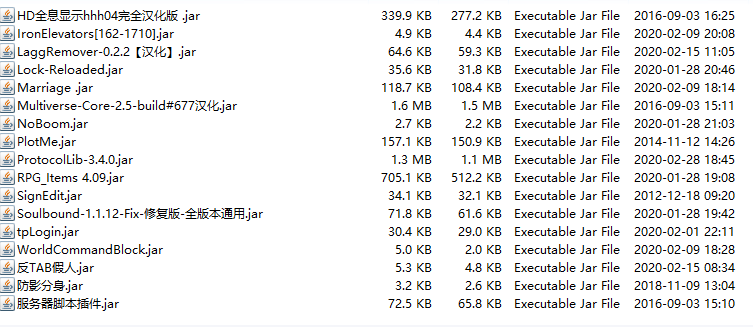 HD全息显示hhh04完全汉化版 .jar 339.9 KB 277.2 KB Executable Jar File 2016-09-03 16:25
IronElevators[162-1710].jar 4.9 KB 4.4 KB Executable Jar File 2020-02-09 20:08
LaggRemover-0.2.2【汉化】.jar 64.6 KB 59.3 KB Executable Jar File 2020-02-15 11:05
Lock-Reloaded.jar 35.6 KB 31.8 KB Executable Jar File 2020-01-28 20:46
Marriage .jar 118.7 KB 108.4 KB Executable Jar File 2020-02-09 18:14
Multiverse-Core-2.5-build#677汉化.jar 1.6 MB 1.5 MB Executable Jar File 2016-09-03 15:11
NoBoom.jar 2.7 KB 2.2 KB Executable Jar File 2020-01-28 21:03
PlotMe.jar 157.1 KB 150.9 KB Executable Jar File 2014-11-12 14:26
ProtocolLib-3.4.0.jar 1.3 MB 1.1 MB Executable Jar File 2020-02-28 18:45
RPG_Items 4.09.jar 705.1 KB 512.2 KB Executable Jar File 2020-01-28 19:08
SignEdit.jar 34.1 KB 32.1 KB Executable Jar File 2012-12-18 09:20
Soulbound-1.1.12-Fix-修复版-全版本通用.jar 71.8 KB 61.6 KB Executable Jar File 2020-01-28 19:42
tpLogin.jar 30.4 KB 29.0 KB Executable Jar File 2020-02-01 22:11
WorldCommandBlock.jar 5.0 KB 2.0 KB Executable Jar File 2020-02-09 18:28
反TAB假人.jar 5.3 KB 4.8 KB Executable Jar File 2020-02-15 08:34
防影分身.jar 3.2 KB 2.6 KB Executable Jar File 2018-11-09 13:04
服务器脚本插件.jar 72.5 KB 65.8 KB Executable Jar File 2016-09-03 15:10